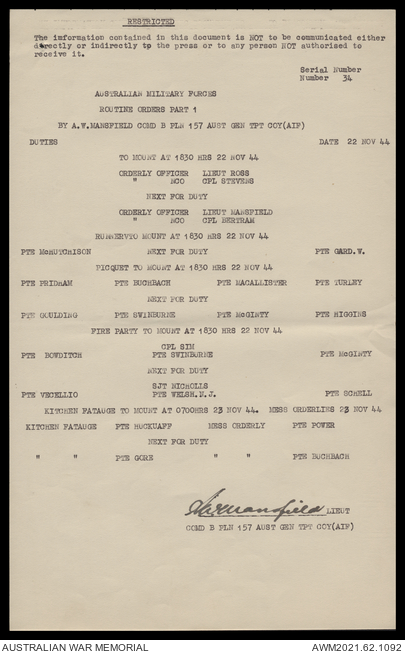 RESTRICTED
The imformation contained in this document is NOT to be communicated either
directly or indirectly to the press or to any person NOT authorised to
receive it.
Serial Number
Number 34
AUSTRALIAN MILITARY FORCES
ROUTINE ORDERS PART 1
BY A.W.MANSFIELD COMD B PLN 157 AUST GEN TPT COY(AIF)
DUTIES DATE 22 NOV 44
TO MOUNT AT 1830 HRS 22 NOV 44
ORDERLY OFFICER LIEUT ROSS
" NCO CPL STEVENS
NEXT FOR DUTY
ORDERLY OFFICER LIEUT MANSFIELD
" NCO CPL BERTRAM
RUNNERTO MOUNT AT 1830 HRS 22 NOV 44
PTE McHUTCHISON NEXT FOR DUTY PTE GARD.W.
PICQUET TO MOUNT AT 1830 HRS 22 NOV 44
PTE PRIDHAM PTE BUCHBACH PTE MACALLISTER PTE TURLEY
NEXT FOR DUTY
PTE GOULDING PTE SWINBURNE PTE McGINTY PTE HIGGINS
FIRE PARTY TO MOUNT AT 1830 HRS 22 NOV 44
CPL SIM
PTE BOWDITCH PTE SWINBURNE PTE McGINTY
NEXT FOR DUTY
SJT NICHOLLS
PTE VECELLIO PTE WELSH.N.J. PTE SCHELL
KITCHEN FATAUGE TO MOUNT AT 0700HRS 23 NOV 44. MESS ORDERLIES 23 NOV 44
KITCHEN FATAUGE PTE HUCKUAFF MESS ORDERLY PTE POWER
NEXT FOR DUTY
" " PTE GORE " " PTE BUCHBACH
AWMansfield LIEUT
COMD B PLN 157 AUST GEN TPT COY(AIF)
AUSTRALIAN WAR MEMORIAL AWM2021.62.1092